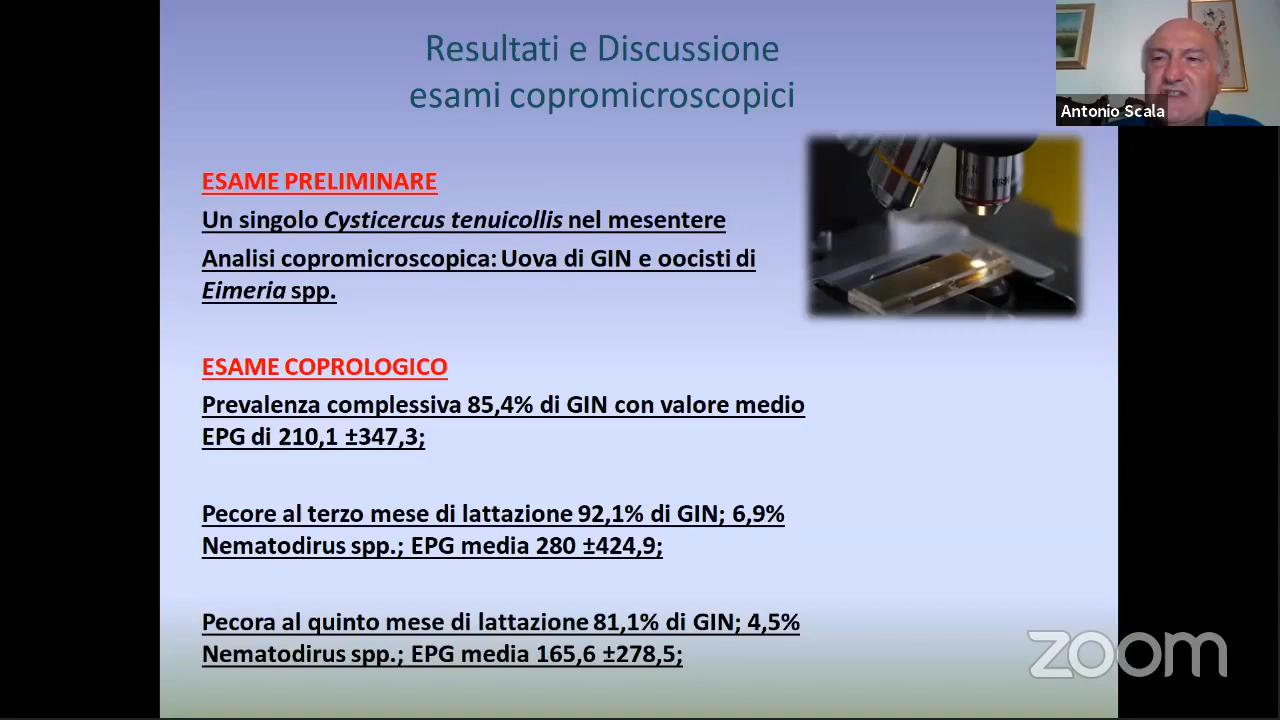 Resultati e Discussione
esami copromicroscopici
Antonio Scala
ESAME PRELIMINARE
Un singolo Cysticercus tenuicollis nel mesentere
Analisi copromicroscopica: Uova di GIN e oocisti di
Eimeria spp.
ESAME COPROLOGICO
Prevalenza complessiva 85,4% di GIN con valore medio
EPG di 210,1 ±347,3;
Pecore al terzo mese di lattazione 92,1% di GIN; 6,9%
Nematodirus spp.; EPG media 280 ±424,9;
Pecora al quinto mese di lattazione 81,1% di GIN; 4,5%
Nematodirus spp.; EPG media 165,6 ±278,5;
zoom